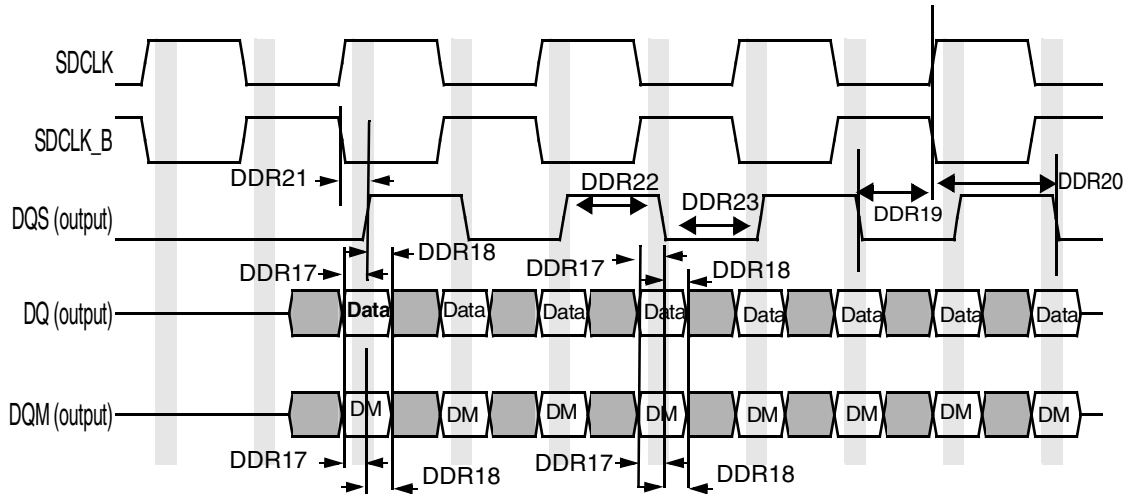 SDCLK
SDCLK_B
DDR21
DDR22
DDR20
DQS (output)
DDR23
DDR19
DDR18
DDR17
DDR17
DDR18
DQ (output)
Data Data Data Data Data Data Data Data
DQM (output)
DM DM DM DM DM DM DM DM
DDR17
DDR18
DDR17
DDR18